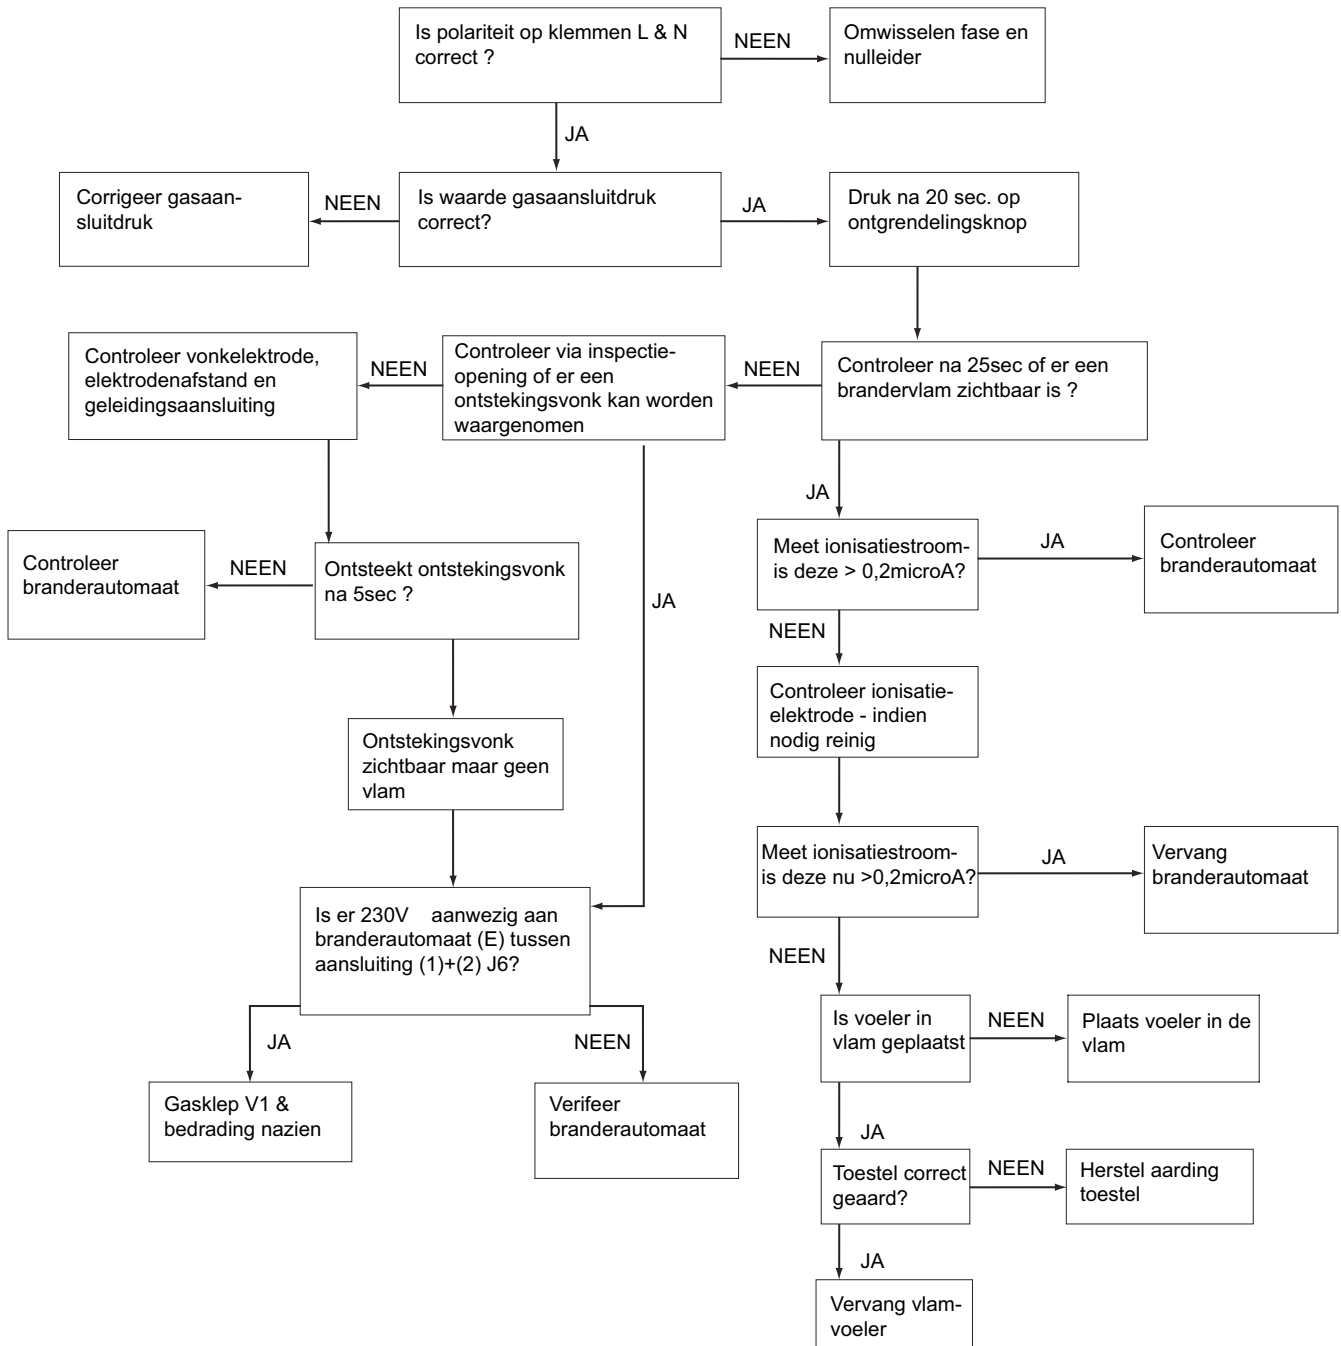 Is polariteit op klemmen L & N
correct ?
NEEN
Omwisselen fase en
nulleider
JA
Corrigeer gasaan-
sluitdruk
NEEN
Is waarde gasaansluitdruk
correct?
JA
Druk na 20 sec. op
ontgrendelingsknop
Controleer vonkelektrode,
elektrodenafstand en
geleidingsaansluiting
NEEN
Controleer via inspectie-
opening of er een
ontstekingsvonk kan worden
waargenomen
NEEN
Controleer na 25sec of er een
brandervlam zichtbaar is ?
JA
Controleer
branderautomaat
NEEN
Ontsteekt ontstekingsvonk
na 5sec ?
JA
Meet ionisatiestroom-
is deze > 0,2microA?
JA
Controleer
branderautomaat
NEEN
Controleer ionisatie-
elektrode - indien
nodig reinig
Ontstekingsvonk
zichtbaar maar geen
vlam
Meet ionisatiestroom-
is deze nu >0,2microA?
JA
Vervang
branderautomaat
Is er 230V aanwezig aan
branderautomaat (E) tussen
aansluiting (1)+(2) J6?
NEEN
JA
NEEN
Is voeler in
vlam geplaatst
NEEN
Plaats voeler in de
vlam
Gasklep V1 &
bedrading nazien
Verifeer
branderautomaat
JA
Toestel correct
geaard?
NEEN
Herstel aarding
toestel
JA
Vervang vlam-
voeler